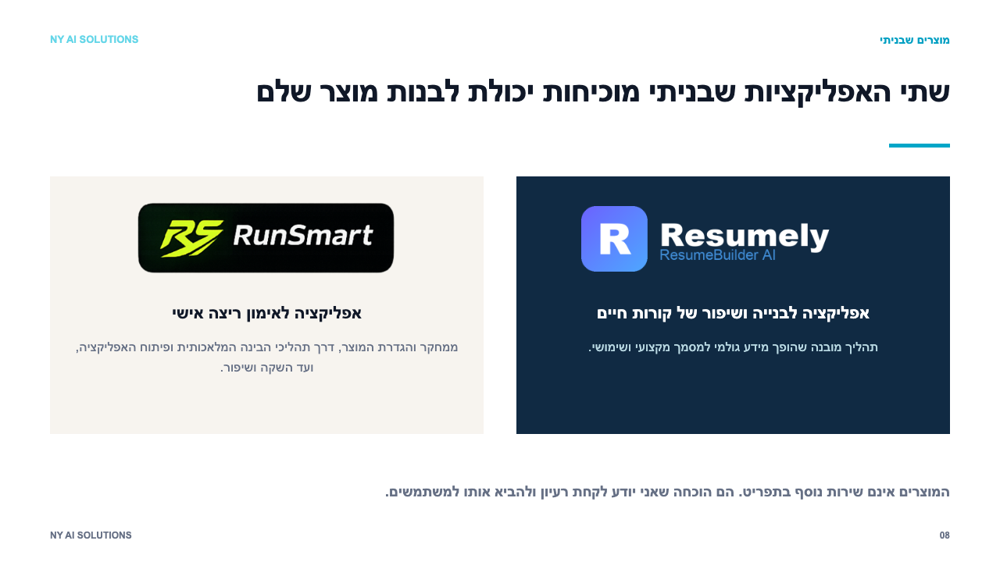 מוצרים שבניתי
NY AI SOLUTIONS
שתי האפליקציות שבניתי מוכיחות יכולת לבנות מוצר שלם
R Resumely
ResumeBuilder AI
אפליקציה לבנייה ושיפור של קורות חיים
תהליך מובנה שהופך מידע גולמי למסמך מקצועי ושימושי.
RS RunSmart
אפליקציה לאימון ריצה אישי
ממחקר והגדרת המוצר, דרך תהליכי הבינה המלאכותית ופיתוח האפליקציה,
ועד השקה ושיפור.
המוצרים אינם שירות נוסף בתפריט. הם הוכחה שאני יודע לקחת רעיון ולהביא אותו למשתמשים.
08
NY AI SOLUTIONS